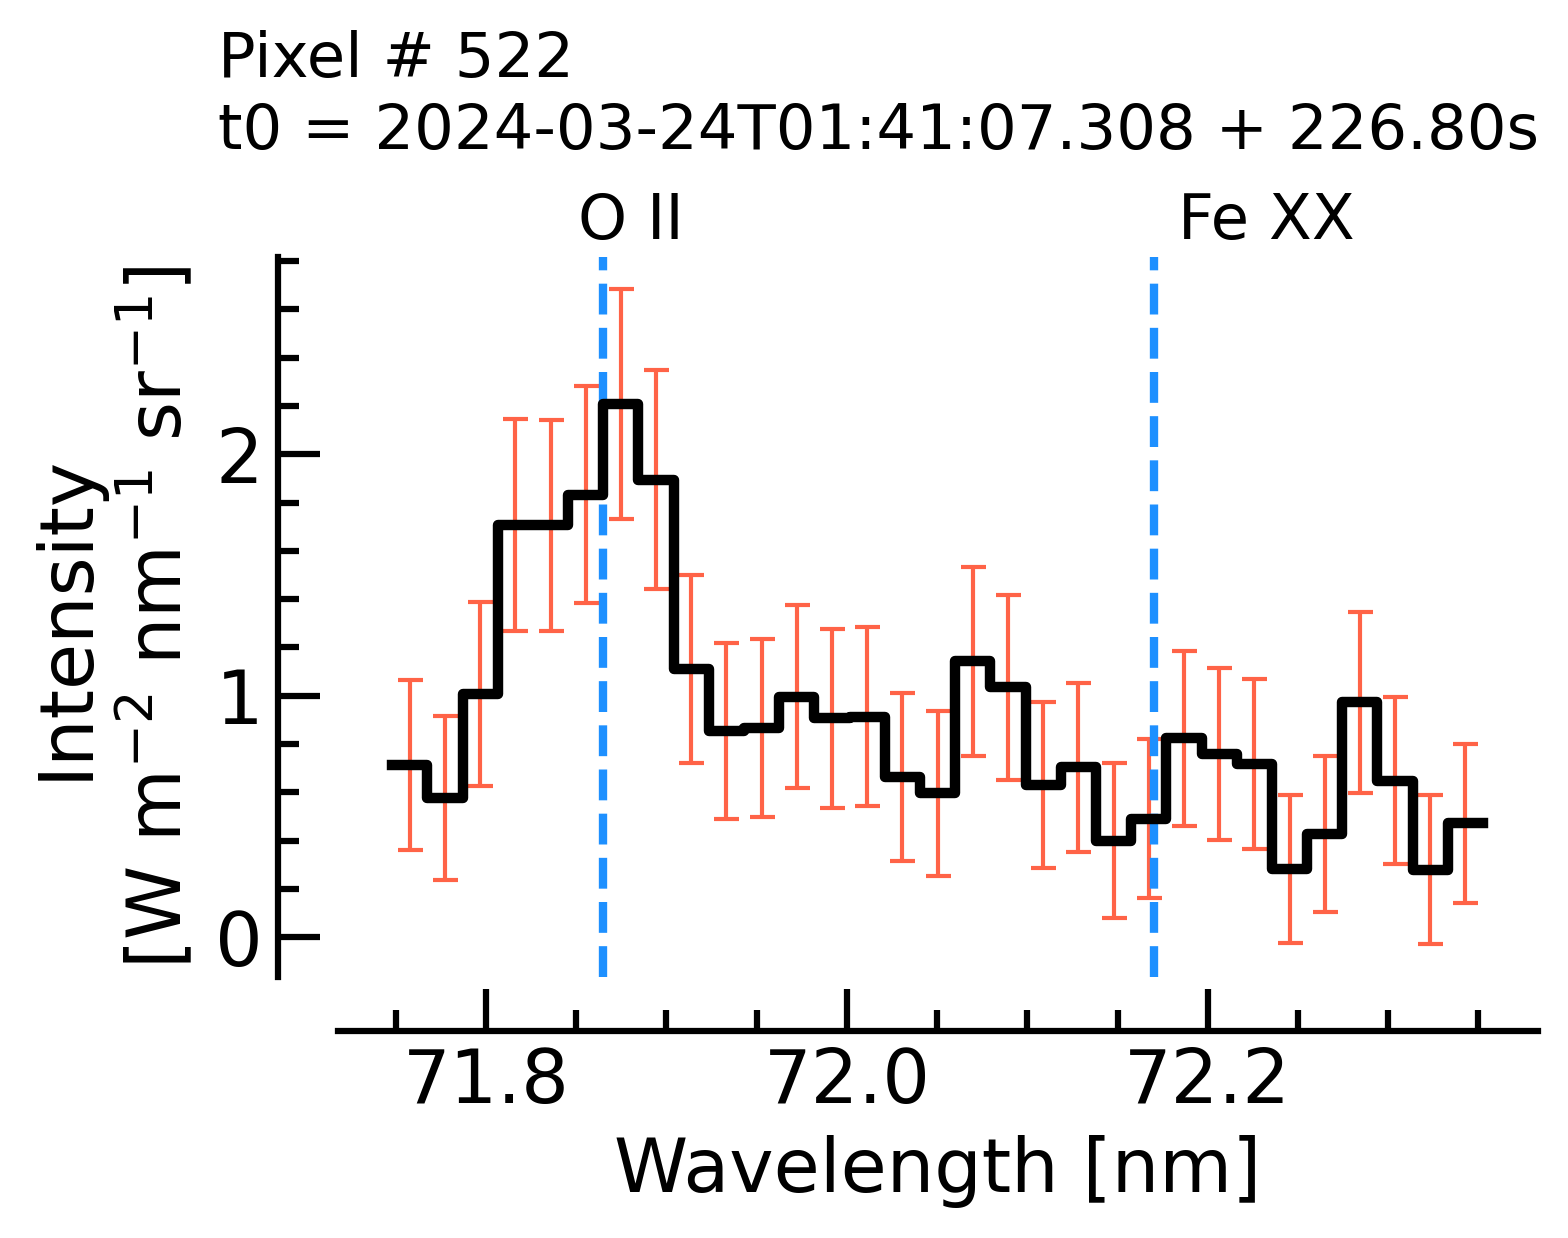 Pixel # 522
t0 = 2024-03-24T01:41:07.308 + 226.80s
O II
Fe XX
Intensity
[W m⁻² nm⁻¹ sr⁻¹]
2
1
0
71.8
72.0
72.2
Wavelength [nm]